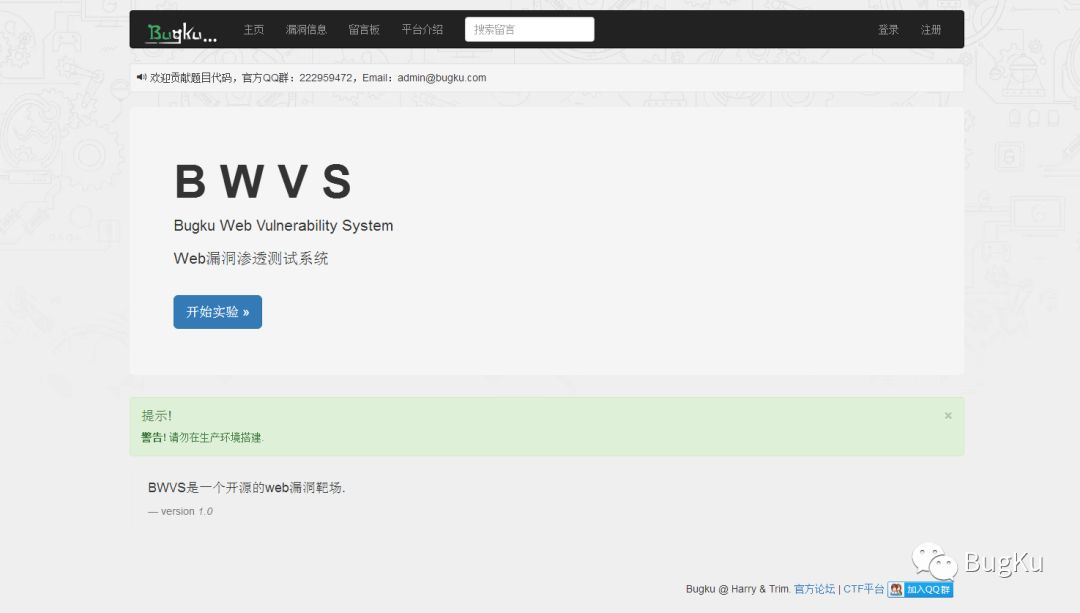 Bugku... 主页 漏洞信息 留言板 平台介绍 搜索留言 登录 注册
欢迎贡献题目代码，官方QQ群：222959472，Email：admin@bugku.com
B W V S
Bugku Web Vulnerability System
Web漏洞渗透测试系统
开始实验 »
提示! ×
警告! 请勿在生产环境搭建.
BWVS是一个开源的web漏洞靶场.
— version 1.0
BugKu
Bugku @ Harry & Trim. 官方论坛 | CTF平台 加入QQ群